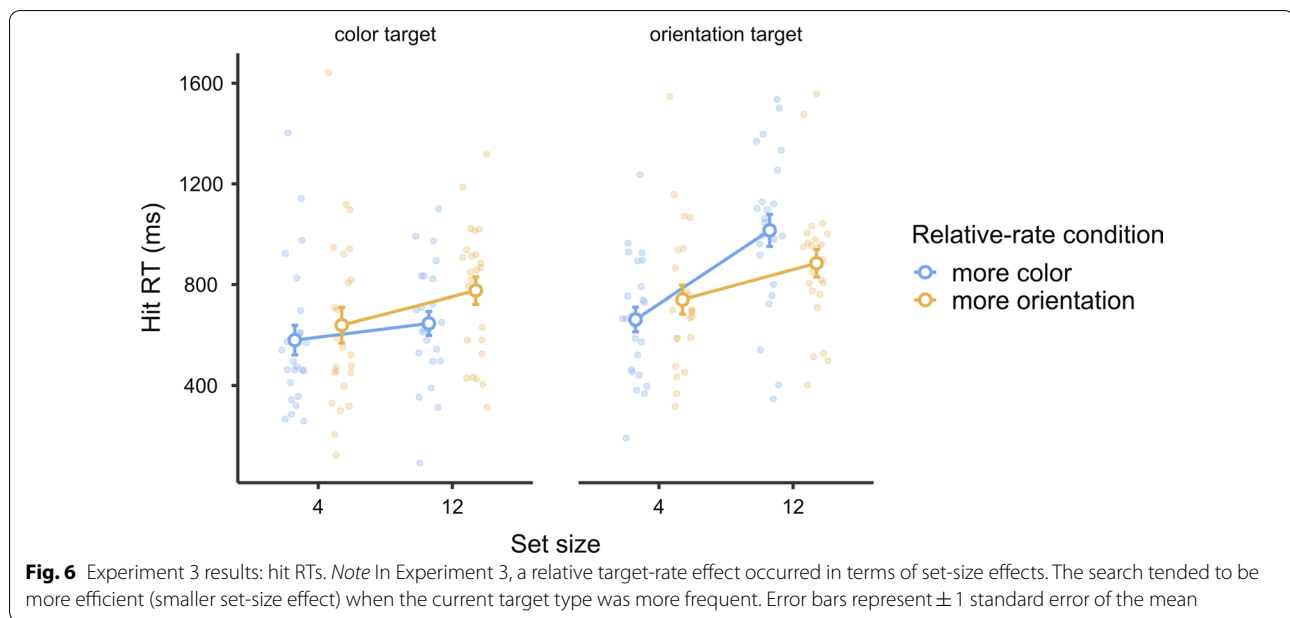 color target
orientation target
1600
1200
800
400
Hit RT (ms)
4
12
4
12
Set size
Relative-rate condition
more color
more orientation
Fig. 6 Experiment 3 results: hit RTs. Note In Experiment 3, a relative target-rate effect occurred in terms of set-size effects. The search tended to be
more efficient (smaller set-size effect) when the current target type was more frequent. Error bars represent ± 1 standard error of the mean